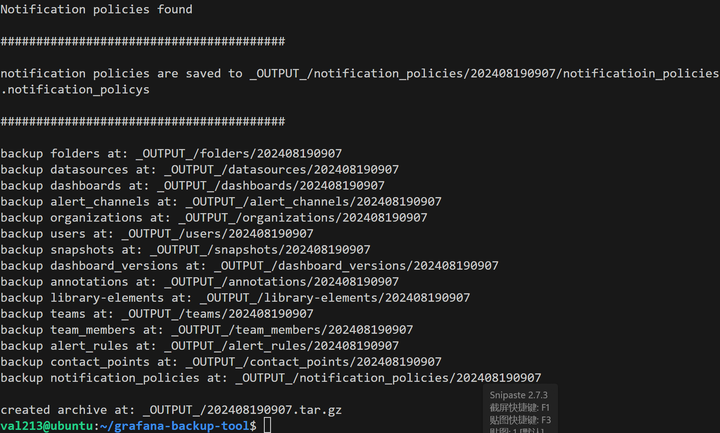 Notification policies found
########################################
notification policies are saved to _OUTPUT_/notification_policies/202408190907/notificatioin_policies
.notification_policys
########################################
backup folders at: _OUTPUT_/folders/202408190907
backup datasources at: _OUTPUT_/datasources/202408190907
backup dashboards at: _OUTPUT_/dashboards/202408190907
backup alert_channels at: _OUTPUT_/alert_channels/202408190907
backup organizations at: _OUTPUT_/organizations/202408190907
backup users at: _OUTPUT_/users/202408190907
backup snapshots at: _OUTPUT_/snapshots/202408190907
backup dashboard_versions at: _OUTPUT_/dashboard_versions/202408190907
backup annotations at: _OUTPUT_/annotations/202408190907
backup library-elements at: _OUTPUT_/library-elements/202408190907
backup teams at: _OUTPUT_/teams/202408190907
backup team_members at: _OUTPUT_/team_members/202408190907
backup alert_rules at: _OUTPUT_/alert_rules/202408190907
backup contact_points at: _OUTPUT_/contact_points/202408190907
backup notification_policies at: _OUTPUT_/notification_policies/202408190907
created archive at: _OUTPUT_/202408190907.tar.gz
val213@ubuntu:~/grafana-backup-tool$
Snipaste 2.7.3
截屏快捷键: F1
贴图快捷键: F3